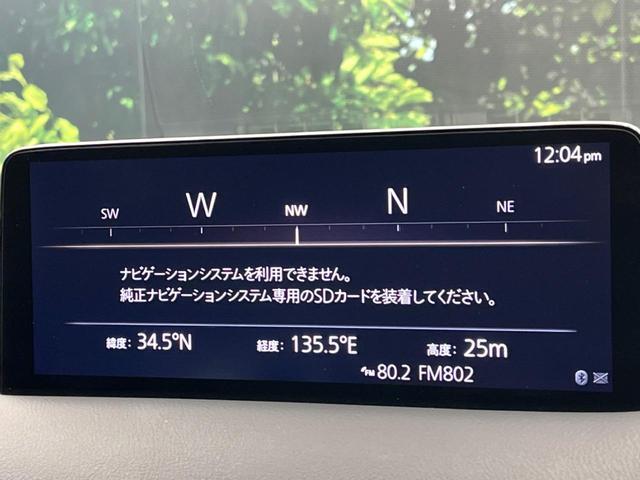 12:04pm
SW W NW N NE
ナビゲーションシステムを利用できません。
純正ナビゲーションシステム専用のSDカードを装着してください。
緯度: 34.5°N 経度: 135.5°E 高度: 25m
FM 80.2 FM802